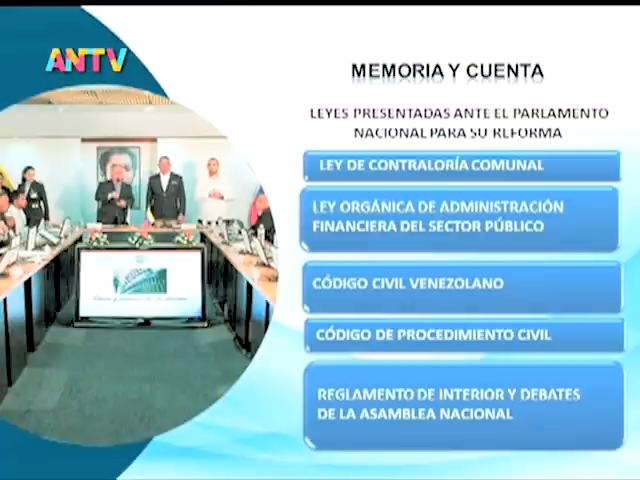 ANTV
MEMORIA Y CUENTA
LEYES PRESENTADAS ANTE EL PARLAMENTO
NACIONAL PARA SU REFORMA
LEY DE CONTRALORÍA COMUNAL
LEY ORGÁNICA DE ADMINISTRACIÓN
FINANCIERA DEL SECTOR PÚBLICO
CÓDIGO CIVIL VENEZOLANO
CÓDIGO DE PROCEDIMIENTO CIVIL
REGLAMENTO DE INTERIOR Y DEBATES
DE LA ASAMBLEA NACIONAL